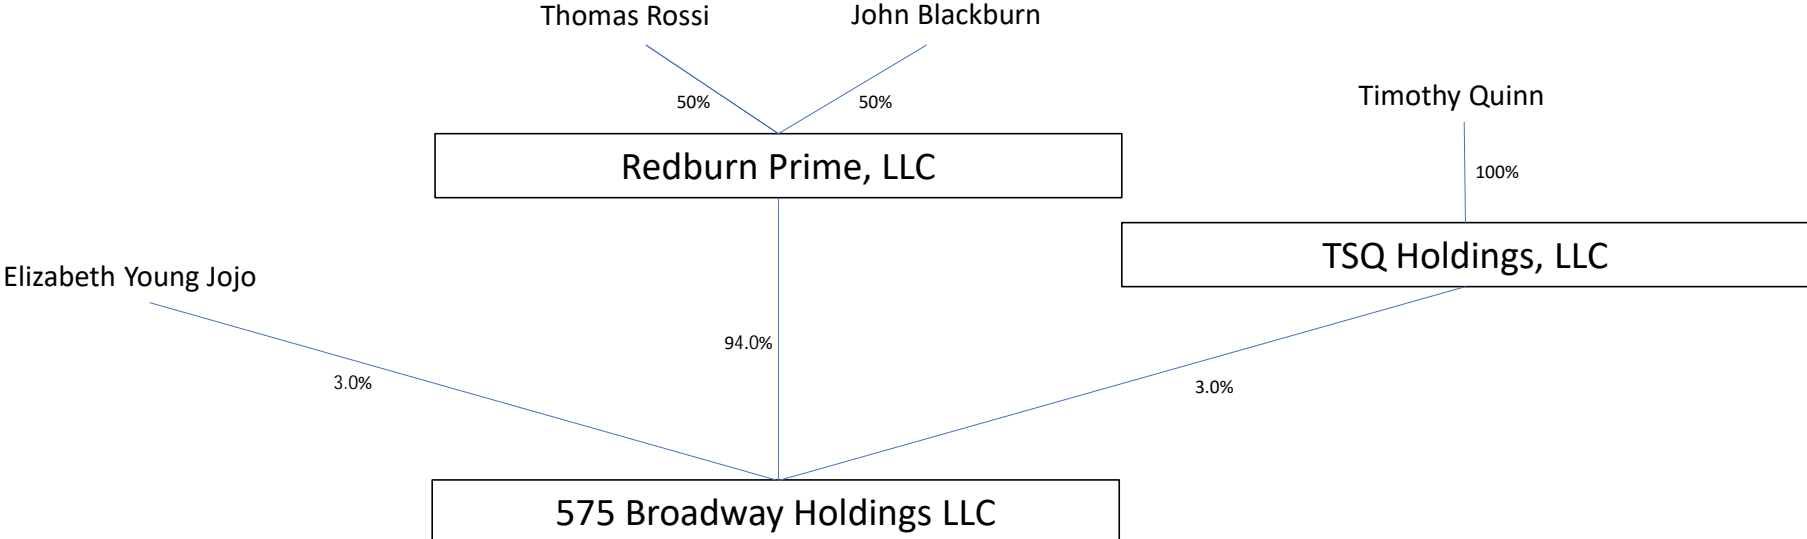 Thomas Rossi
John Blackburn
Timothy Quinn
50%
50%
Redburn Prime, LLC
100%
TSQ Holdings, LLC
Elizabeth Young Jojo
94.0%
3.0%
3.0%
575 Broadway Holdings LLC